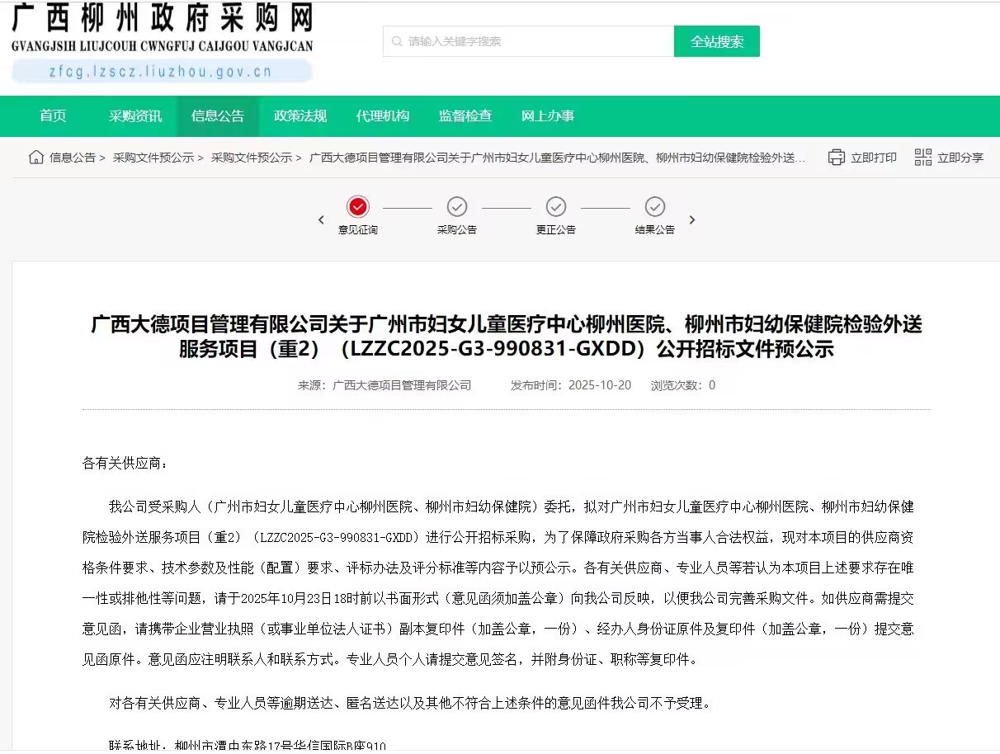 广西柳州政府采购网
GVANGJSIH LIUJCOUH CWNGFUJ CAIJGOU VANGJCAN
zfcg.lzscz.liuzhou.gov.cn
请输入关键字搜索
全站搜索
首页 采购资讯 信息公告 政策法规 代理机构 监督检查 网上办事
信息公告 > 采购文件预公示 > 采购文件预公示 > 广西大德项目管理有限公司关于广州市妇女儿童医疗中心柳州医院、柳州市妇幼保健院检验外送... 立即打印 立即分享
意见征询 采购公告 更正公告 结果公告
广西大德项目管理有限公司关于广州市妇女儿童医疗中心柳州医院、柳州市妇幼保健院检验外送
服务项目（重2）（LZZC2025-G3-990831-GXDD）公开招标文件预公示
来源：广西大德项目管理有限公司 发布时间：2025-10-20 浏览次数：0
各有关供应商：
我公司受采购人（广州市妇女儿童医疗中心柳州医院、柳州市妇幼保健院）委托，拟对广州市妇女儿童医疗中心柳州医院、柳州市妇幼保健
院检验外送服务项目（重2）（LZZC2025-G3-990831-GXDD）进行公开招标采购，为了保障政府采购各方当事人合法权益，现对本项目的供应商资
格条件要求、技术参数及性能（配置）要求、评标办法及评分标准等内容予以预公示。各有关供应商、专业人员等若认为本项目上述要求存在唯
一性或排他性等问题，请于2025年10月23日18时前以书面形式（意见函须加盖公章）向我公司反映，以便我公司完善采购文件。如供应商需提交
意见函，请携带企业营业执照（或事业单位法人证书）副本复印件（加盖公章，一份）、经办人身份证原件及复印件（加盖公章，一份）提交意
见函原件。意见函应注明联系人和联系方式。专业人员个人请提交意见签名，并附身份证、职称等复印件。
对各有关供应商、专业人员等逾期送达、匿名送达以及其他不符合上述条件的意见函件我公司不予受理。
联系地址：柳州市潭中东路17号华信国际B座910